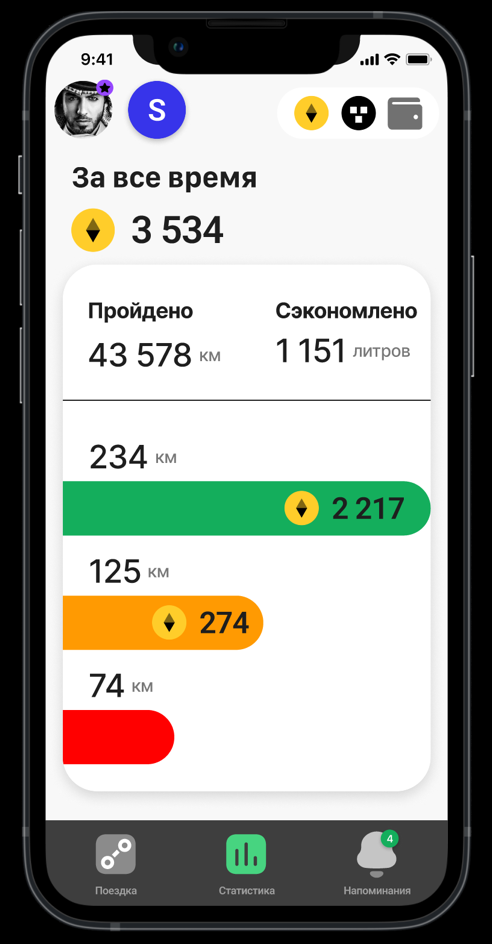 9:41
S
За все время
3 534
Пройдено
43 578 км
Сэкономлено
1 151 литров
234 км
2 217
125 км
274
74 км
Поездка
Статистика
4
Напоминания